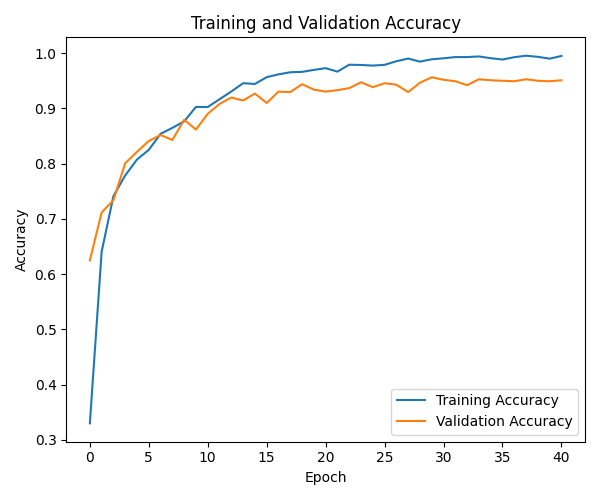 Training and Validation Accuracy
1.0
0.9
0.8
0.7
0.6
0.5
0.4
0.3
Accuracy
0 5 10 15 20 25 30 35 40
Epoch
Training Accuracy
Validation Accuracy